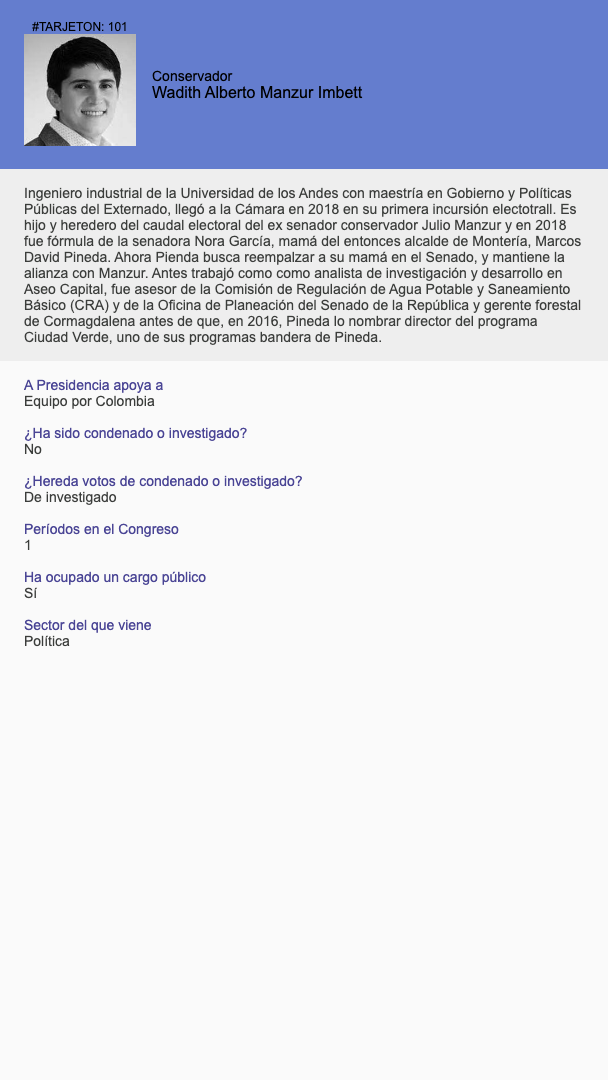 #TARJETON: 101
Conservador
Wadith Alberto Manzur Imbett
Ingeniero industrial de la Universidad de los Andes con maestría en Gobierno y Políticas
Públicas del Externado, llegó a la Cámara en 2018 en su primera incursión electotrall. Es
hijo y heredero del caudal electoral del ex senador conservador Julio Manzur y en 2018
fue fórmula de la senadora Nora García, mamá del entonces alcalde de Montería, Marcos
David Pineda. Ahora Pienda busca reempalzar a su mamá en el Senado, y mantiene la
alianza con Manzur. Antes trabajó como como analista de investigación y desarrollo en
Aseo Capital, fue asesor de la Comisión de Regulación de Agua Potable y Saneamiento
Básico (CRA) y de la Oficina de Planeación del Senado de la República y gerente forestal
de Cormagdalena antes de que, en 2016, Pineda lo nombrar director del programa
Ciudad Verde, uno de sus programas bandera de Pineda.
A Presidencia apoya a
Equipo por Colombia
¿Ha sido condenado o investigado?
No
¿Hereda votos de condenado o investigado?
De investigado
Períodos en el Congreso
1
Ha ocupado un cargo público
Sí
Sector del que viene
Política